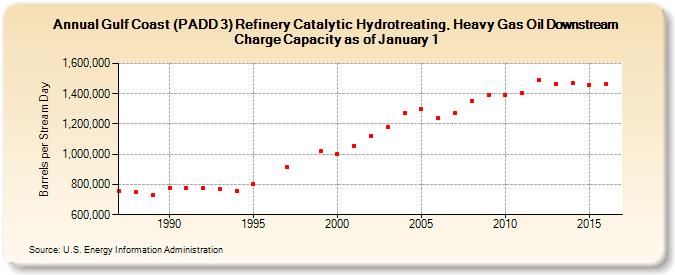 Annual Gulf Coast (PADD 3) Refinery Catalytic Hydrotreating, Heavy Gas Oil Downstream
Charge Capacity as of January 1
Barrels per Stream Day
1,600,000
1,400,000
1,200,000
1,000,000
800,000
600,000
1990 1995 2000 2005 2010 2015
Source: U.S. Energy Information Administration